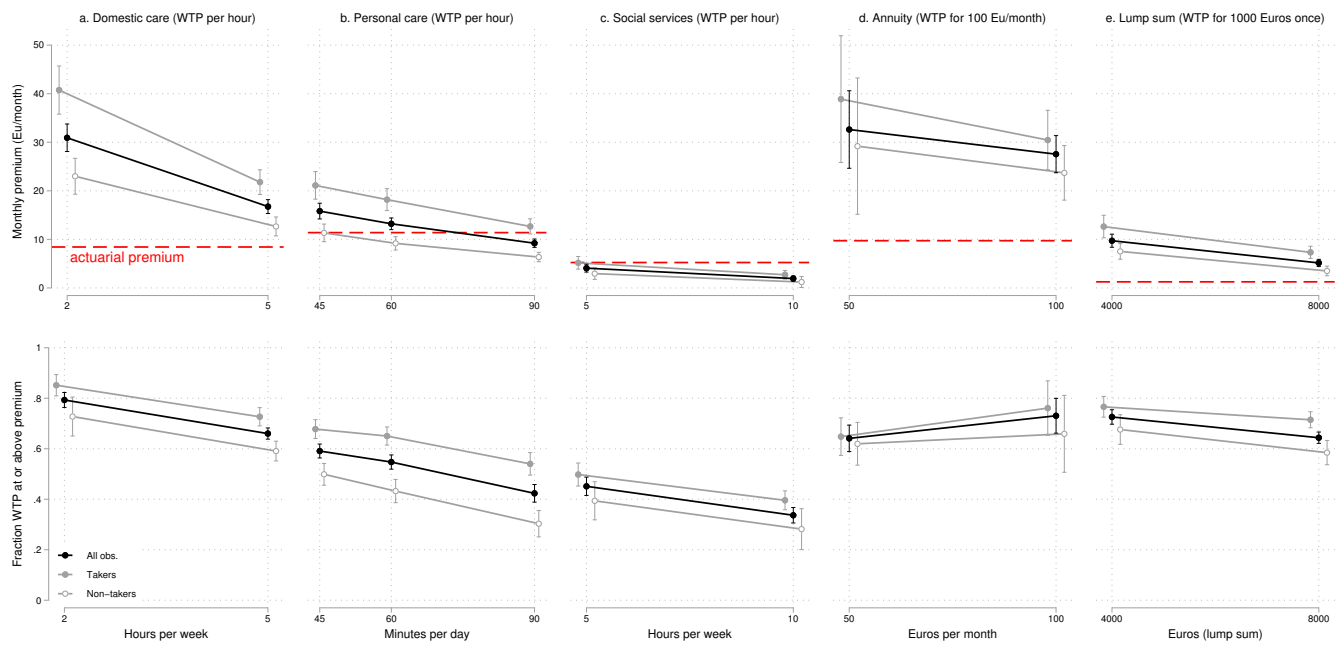 a. Domestic care (WTP per hour)
b. Personal care (WTP per hour)
c. Social services (WTP per hour)
d. Annuity (WTP for 100 Eu/month)
e. Lump sum (WTP for 1000 Euros once)
Monthly premium (Eu/month)
50
40
30
20
10
0
actuarial premium
2 5
45 60 90
5 10
50 100
4000 8000
Fraction WTP at or above premium
1
.8
.6
.4
.2
0
All obs.
Takers
Non−takers
2 5
45 60 90
5 10
50 100
4000 8000
Hours per week
Minutes per day
Hours per week
Euros per month
Euros (lump sum)